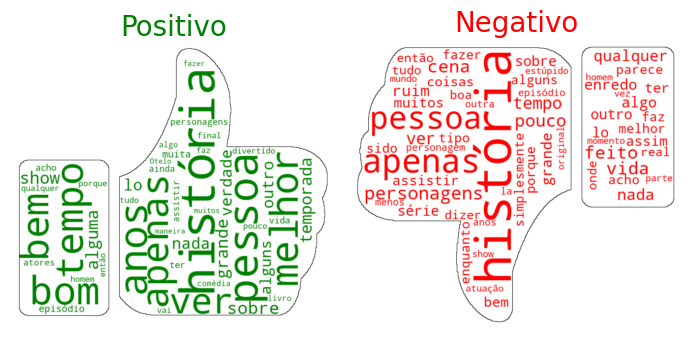 Positivo
fazer
história
personagens
final
algo
muita
faz
divertido
Otelo
ainda
verdade
lo
tudo
assistir
muitos
anos
apenas
maneira
nada
grande
pessoa
pouco
outro
vida
melhor
temporada
alguns
ter
comédia
livro
vai
ver
sobre
acho
show
qualquer
porque
bem
tempo
alguma
atores
então
homem
bom
episódio
Negativo
então
fazer
tudo
cena
mundo
coisas
ruim
boa
muitos
outra
pessoa
ver
tipo
sido
personagem
apenas
assistir
personagens
menos
série
dizer
la
anos
enquanto
show
história
atuação
bem
sobre
estúpido
alguns
episódio
tempo
pouco
simplesmente
porque
grande
original
qualquer
parece
homem
enredo
ter
vez
algo
outro
faz
lo
melhor
momento
assim
feito
real
onde
vida
acho
parte
nada